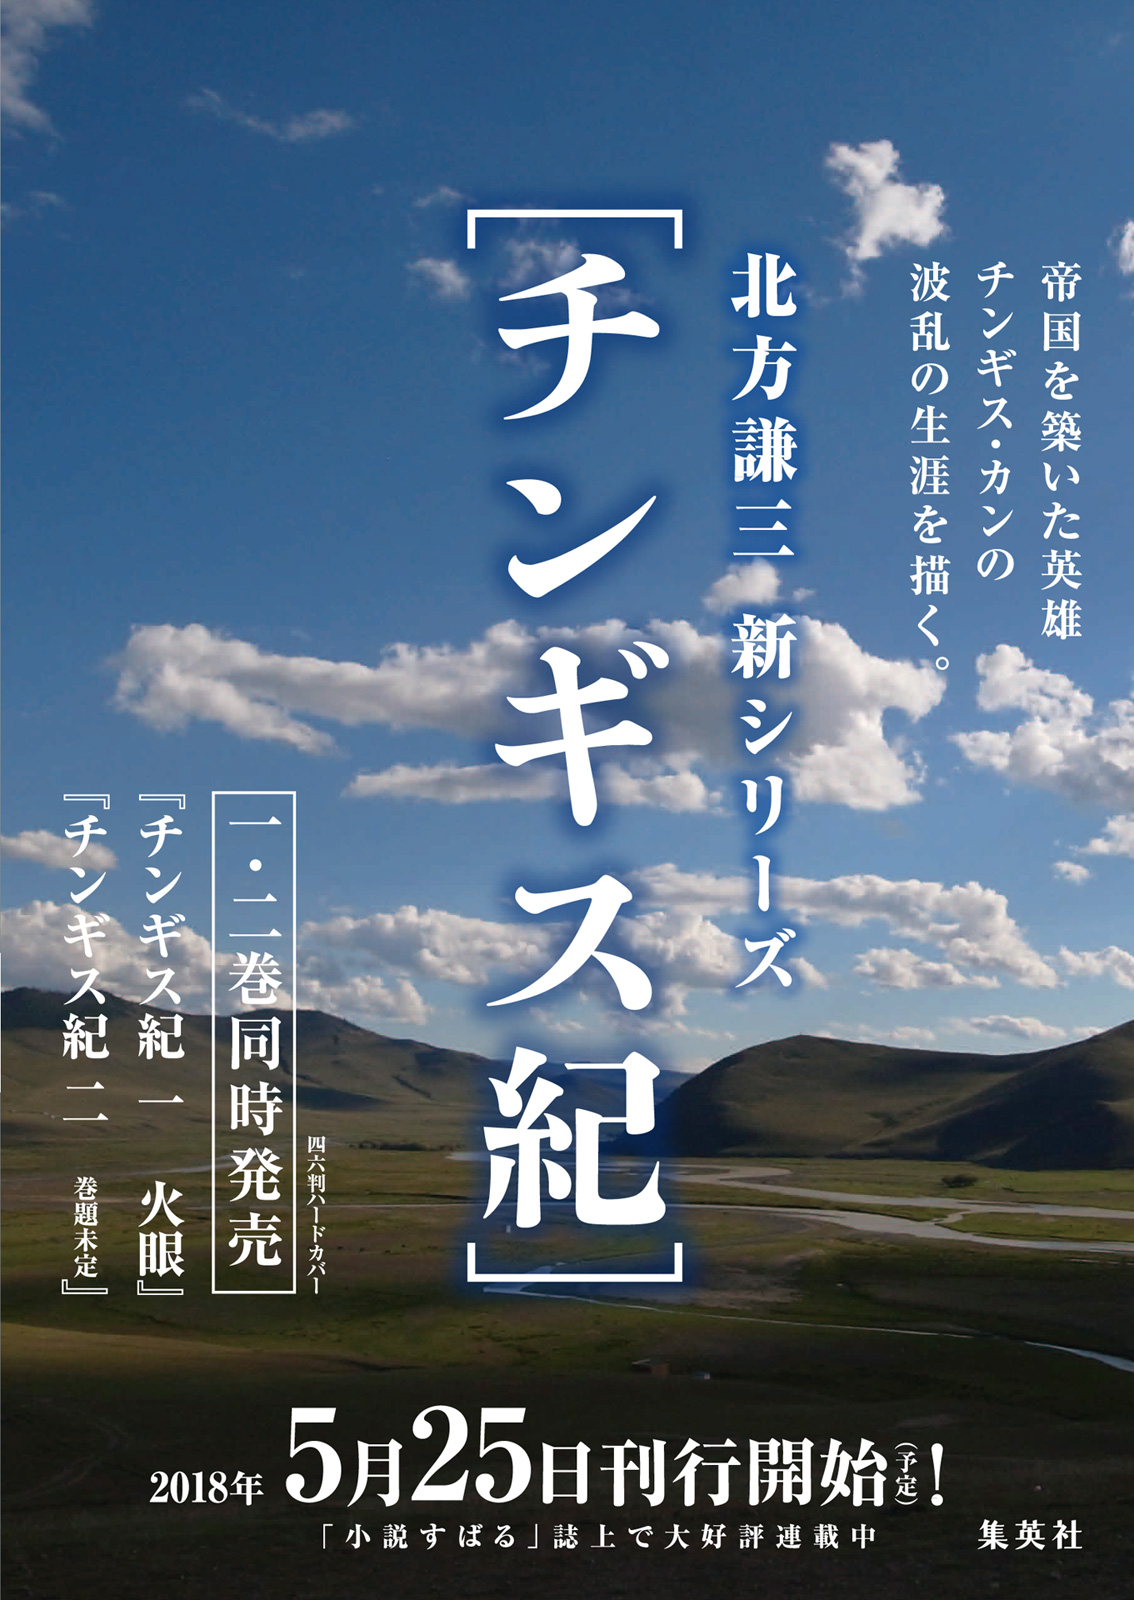 帝国を築いた英雄
チンギス・カンの
波乱の生涯を描く。
北方謙三 新シリーズ
[チンギス紀]
四六判ハードカバー
一・二巻同時発売
『チンギス紀 一 火眼』
『チンギス紀 二 巻題未定』
2018年 5月25日刊行開始(予定)!
「小説すばる」誌上で大好評連載中
集英社